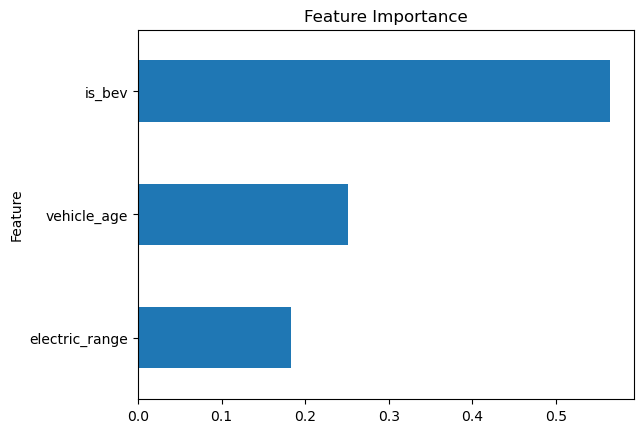 Feature Importance
Feature
is_bev
vehicle_age
electric_range
0.0 0.1 0.2 0.3 0.4 0.5